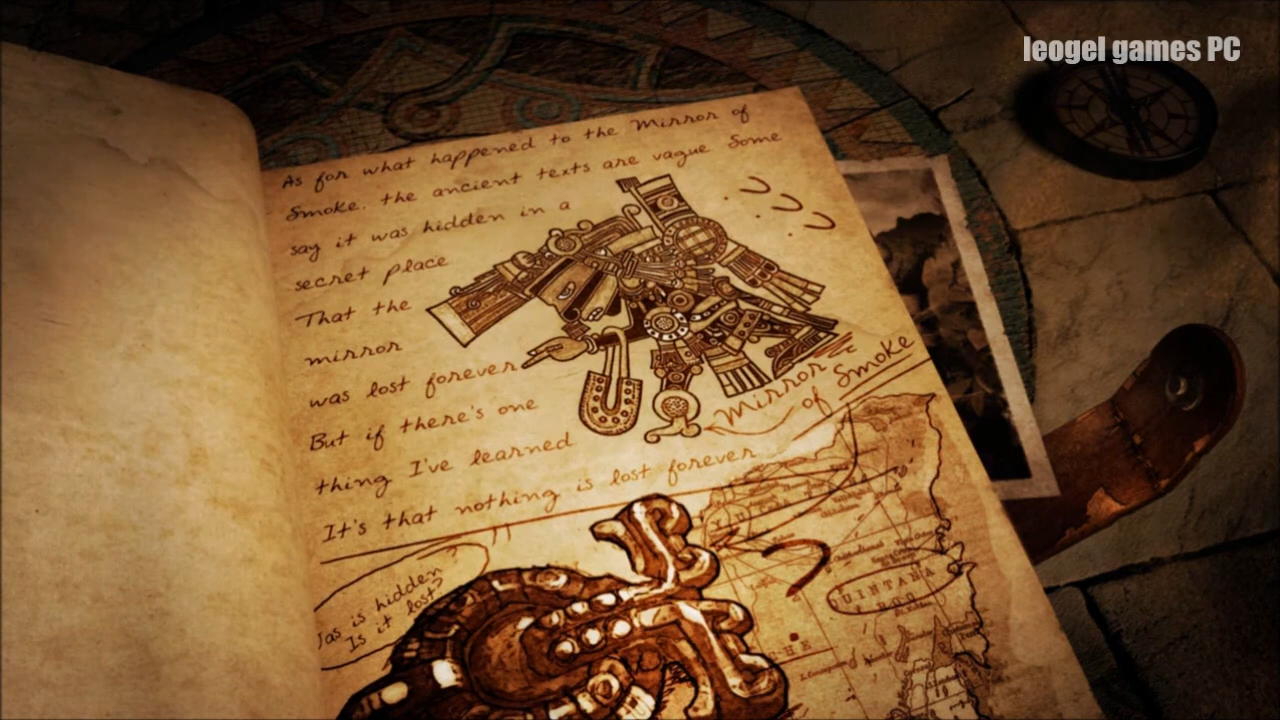 leogel games PC
As for what happened to the Mirror of
Smoke. the ancient texts are vague Some
say it was hidden in a
secret place
That the
mirror
was lost forever
But if there's one
thing I've learned
It's that nothing is lost forever
Mirror
of Smoke
as is hidden
Is it lost?
QUINTANA
ROO